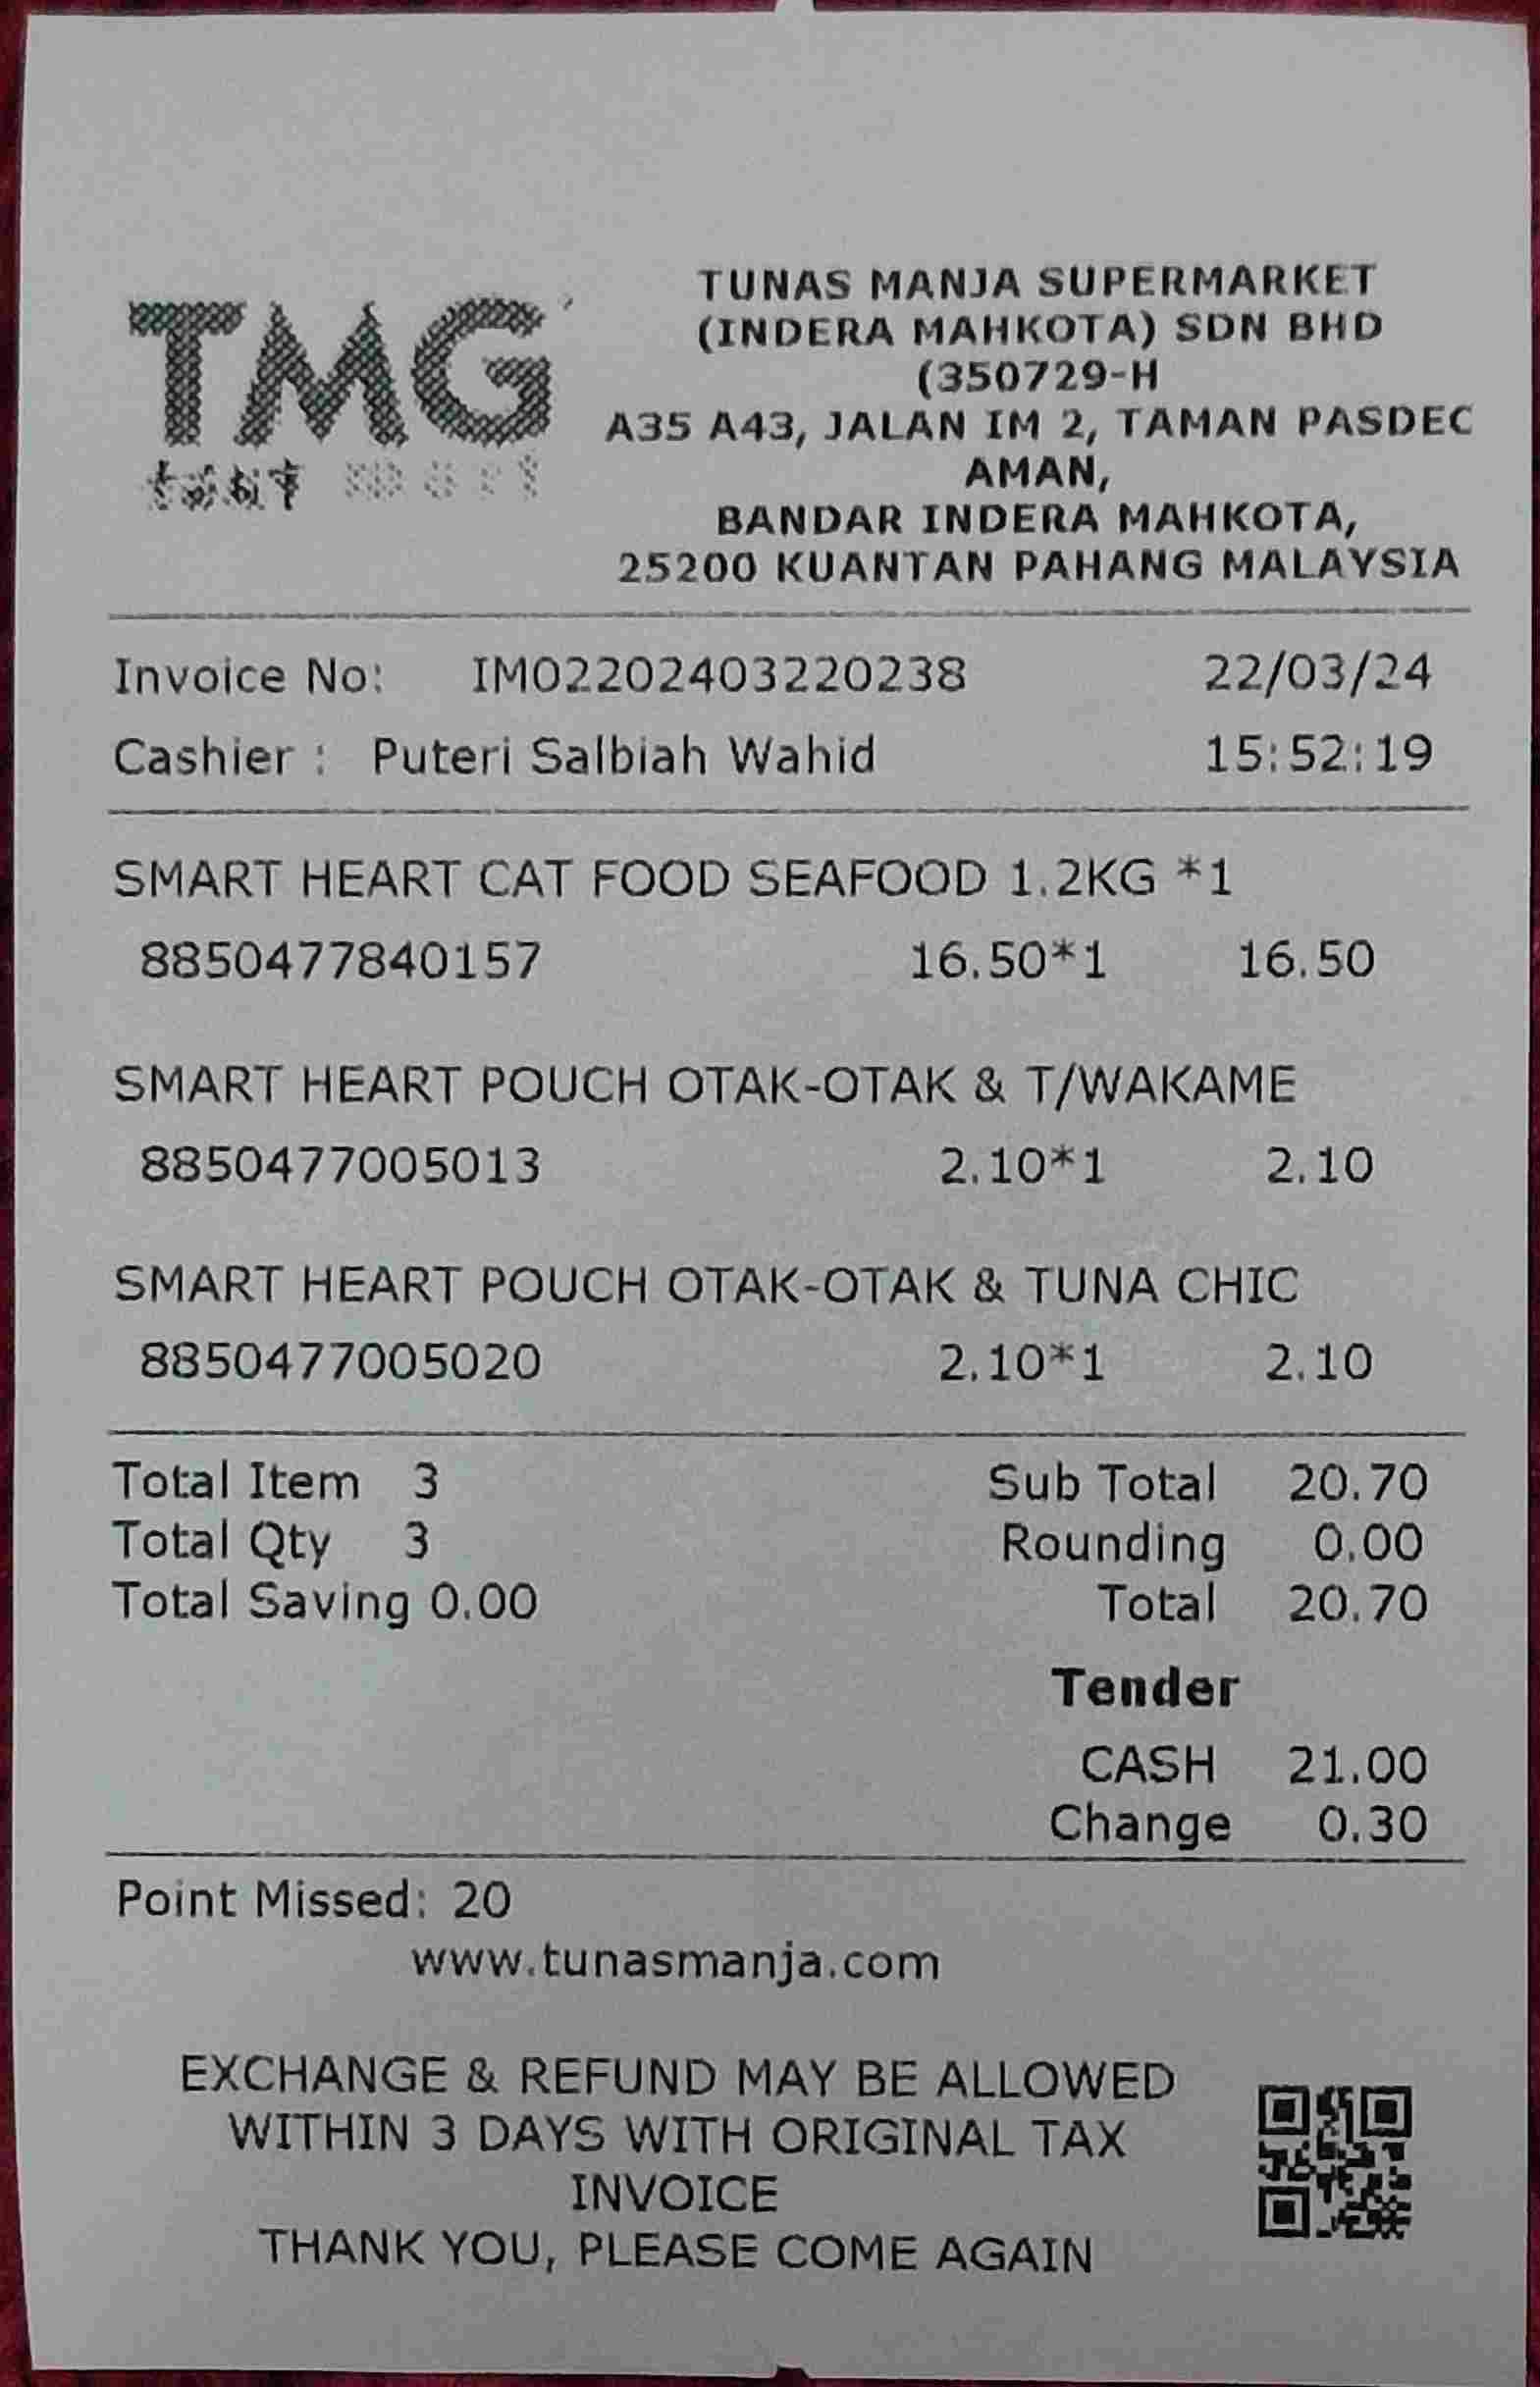 TMG
TUNAS MANJA SUPERMARKET
(INDERA MAHKOTA) SDN BHD
(350729-H
A35 A43, JALAN IM 2, TAMAN PASDEC
AMAN,
BANDAR INDERA MAHKOTA,
25200 KUANTAN PAHANG MALAYSIA
Invoice No: IM02202403220238 22/03/24
Cashier : Puteri Salbiah Wahid 15:52:19
SMART HEART CAT FOOD SEAFOOD 1.2KG *1
8850477840157 16.50*1 16.50
SMART HEART POUCH OTAK-OTAK & T/WAKAME
8850477005013 2.10*1 2.10
SMART HEART POUCH OTAK-OTAK & TUNA CHIC
8850477005020 2.10*1 2.10
Total Item 3 Sub Total 20.70
Total Qty 3 Rounding 0.00
Total Saving 0.00 Total 20.70
Tender
CASH 21.00
Change 0.30
Point Missed: 20
www.tunasmanja.com
EXCHANGE & REFUND MAY BE ALLOWED
WITHIN 3 DAYS WITH ORIGINAL TAX
INVOICE
THANK YOU, PLEASE COME AGAIN